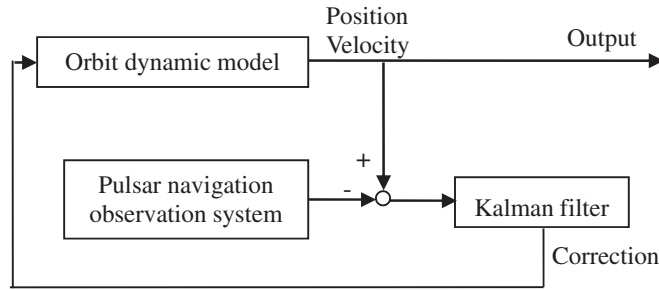 Position
Velocity
Output
Orbit dynamic model
+
-
Pulsar navigation
observation system
Kalman filter
Correction